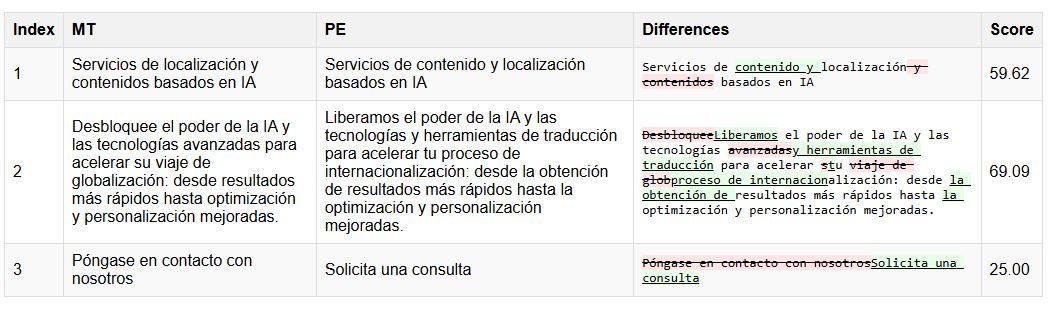 Index MT PE Differences Score
1
Servicios de localización y
contenidos basados en IA
Servicios de contenido y localización
basados en IA
Servicios de contenido y localización y
contenidos basados en IA
59.62
2
Desbloquee el poder de la IA y
las tecnologías avanzadas para
acelerar su viaje de
globalización: desde resultados
más rápidos hasta optimización
y personalización mejoradas.
Liberamos el poder de la IA y las
tecnologías y herramientas de traducción
para acelerar tu proceso de
internacionalización: desde la obtención
de resultados más rápidos hasta la
optimización y personalización
mejoradas.
DesbloqueeLiberamos el poder de la IA y las
tecnologías avanzadasy herramientas de
traducción para acelerar stu viaje de
globproceso de internacionalización: desde la
obtención de resultados más rápidos hasta la
optimización y personalización mejoradas.
69.09
3
Póngase en contacto con
nosotros
Solicita una consulta
Póngase en contacto con nosotrosSolicita una
consulta
25.00